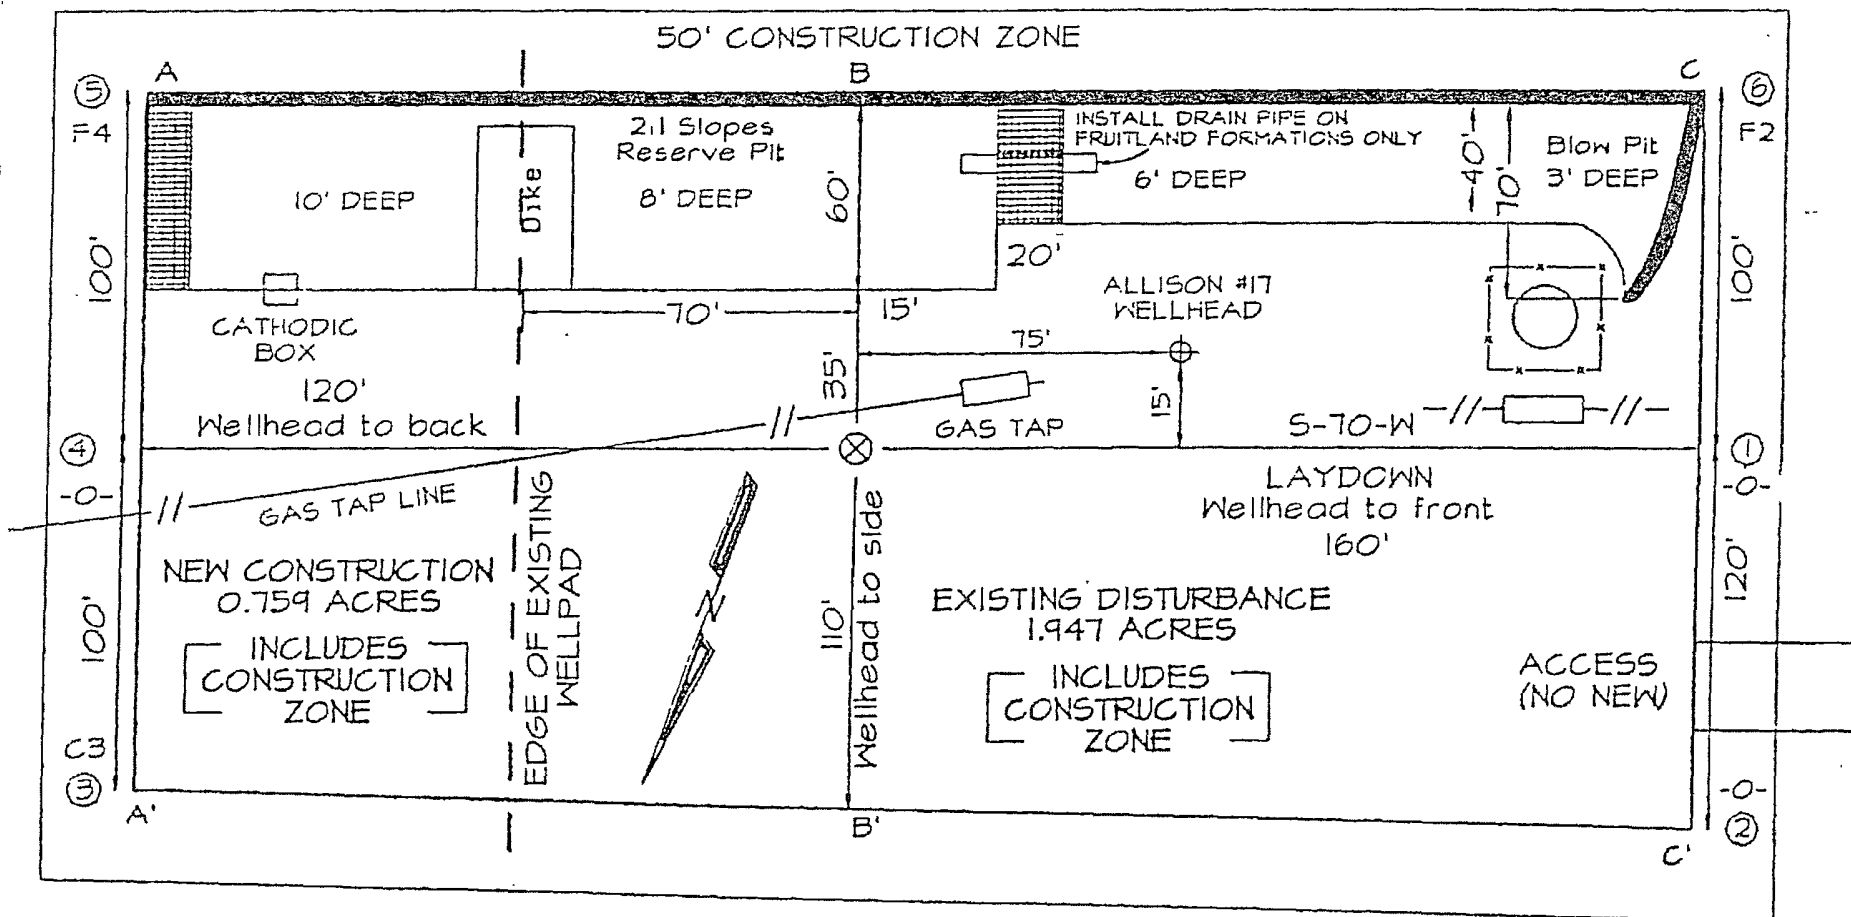 50' CONSTRUCTION ZONE
A
B
C
5
F4
6
F2
2:1 Slopes
Reserve Pit
10' DEEP
Dike
8' DEEP
60'
INSTALL DRAIN PIPE ON
FRUITLAND FORMATIONS ONLY
6' DEEP
40'
70'
Blow Pit
3' DEEP
100'
100'
20'
CATHODIC
BOX
70'
15'
35'
75'
ALLISON #17
WELLHEAD
15'
120'
Wellhead to back
GAS TAP
S-70-W
4
-0-
1
-0-
GAS TAP LINE
LAYDOWN
Wellhead to front
160'
EDGE OF EXISTING
WELLPAD
N
110'
Wellhead to side
NEW CONSTRUCTION
0.759 ACRES
INCLUDES
CONSTRUCTION
ZONE
EXISTING DISTURBANCE
1.947 ACRES
INCLUDES
CONSTRUCTION
ZONE
100'
120'
ACCESS
(NO NEW)
C3
3
-0-
2
A'
B'
C'